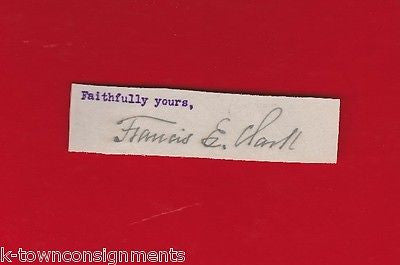 Faithfully yours,
Francis E. Clark
k-townconsignments